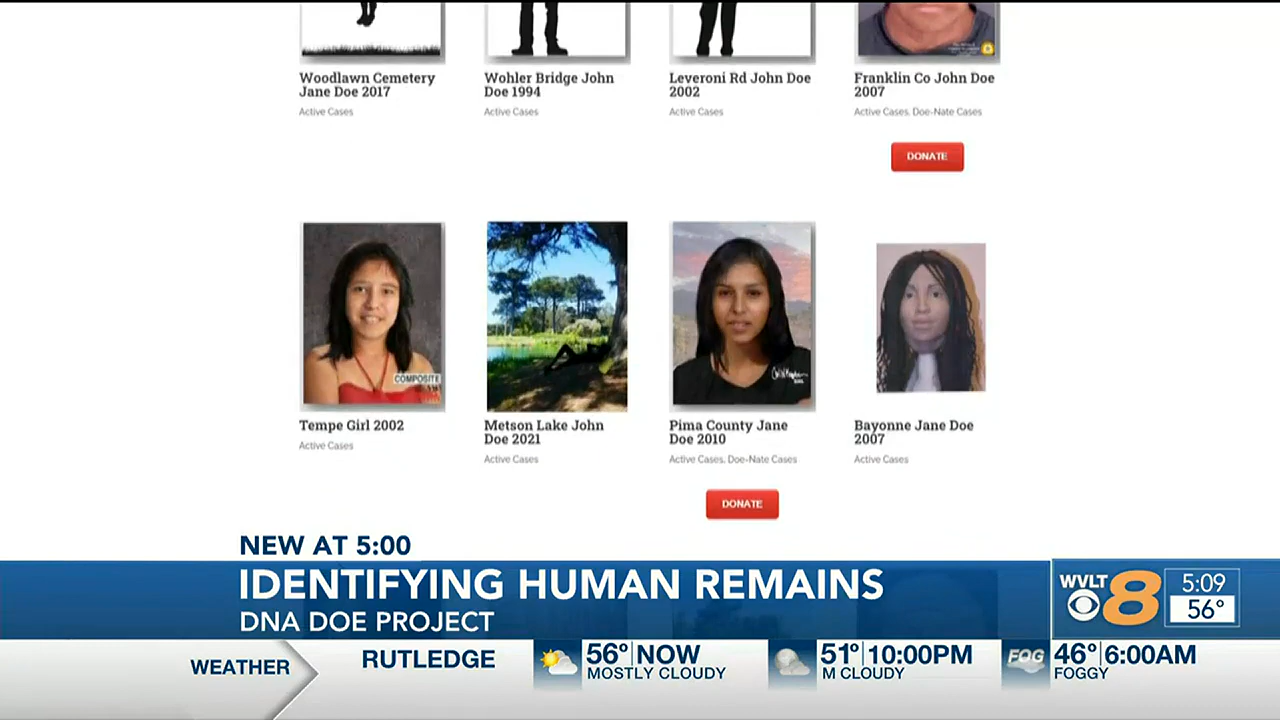 Woodlawn Cemetery
Jane Doe 2017
Active Cases
Wohler Bridge John
Doe 1994
Active Cases
Leveroni Rd John Doe
2002
Active Cases
Franklin Co John Doe
2007
Active Cases, Doe-Nate Cases
DONATE
COMPOSITE
Tempe Girl 2002
Active Cases
Metson Lake John
Doe 2021
Active Cases
Pima County Jane
Doe 2010
Active Cases, Doe-Nate Cases
DONATE
Bayonne Jane Doe
2007
Active Cases
NEW AT 5:00
IDENTIFYING HUMAN REMAINS
DNA DOE PROJECT
WVLT
8
5:09
56°
WEATHER
RUTLEDGE
56° NOW
MOSTLY CLOUDY
51° 10:00PM
M CLOUDY
FOG
46° 6:00AM
FOGGY